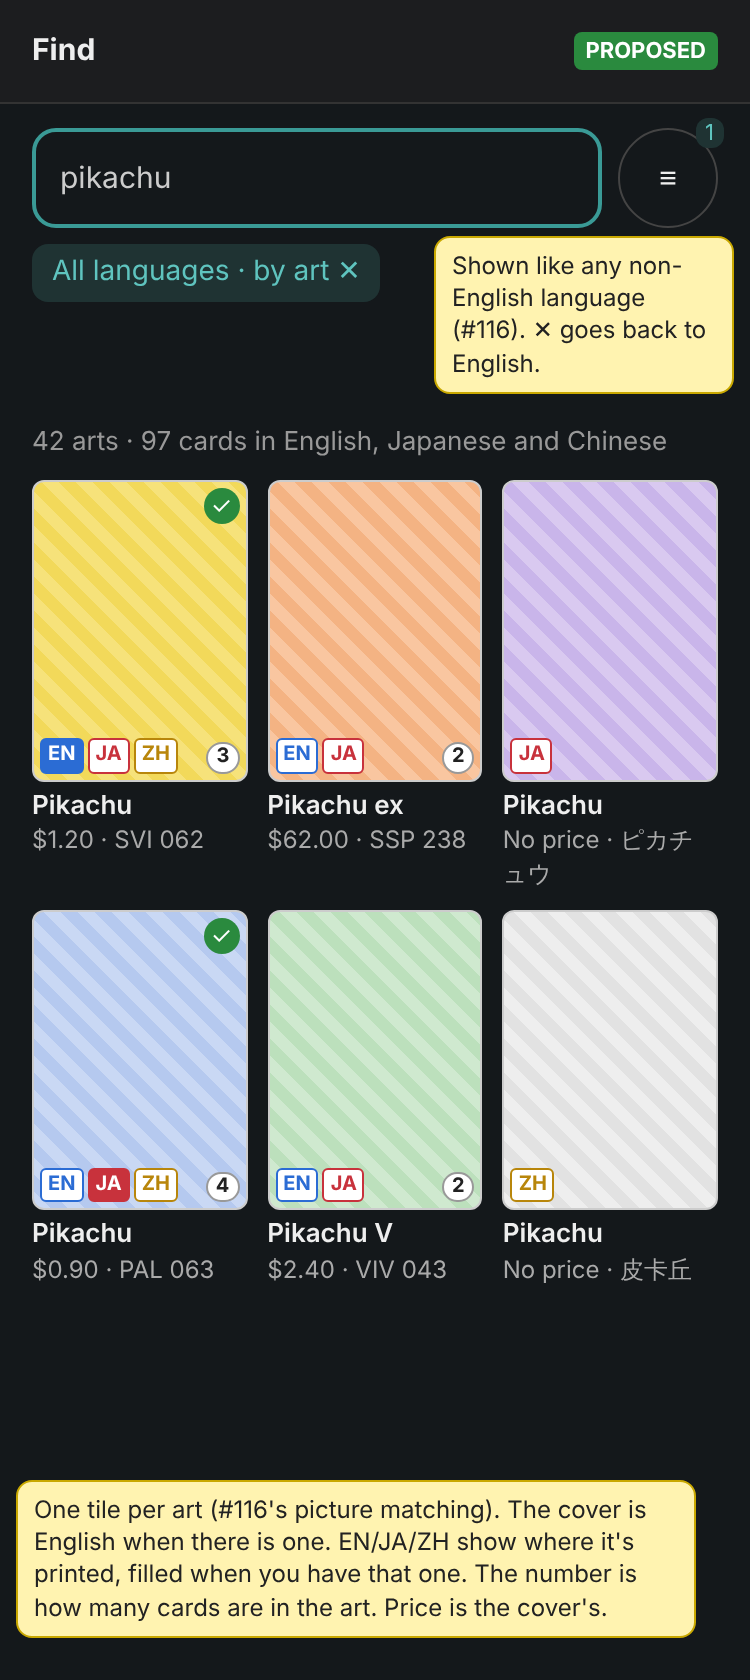 Find
PROPOSED
pikachu
≡
1
All languages · by art ✕
Shown like any non-
English language
(#116). ✕ goes back to
English.
42 arts · 97 cards in English, Japanese and Chinese
EN JA ZH 3
EN JA 2
JA
Pikachu
$1.20 · SVI 062
Pikachu ex
$62.00 · SSP 238
Pikachu
No price · ピカチ
ュウ
EN JA ZH 4
EN JA 2
ZH
Pikachu
$0.90 · PAL 063
Pikachu V
$2.40 · VIV 043
Pikachu
No price · 皮卡丘
One tile per art (#116's picture matching). The cover is
English when there is one. EN/JA/ZH show where it's
printed, filled when you have that one. The number is
how many cards are in the art. Price is the cover's.